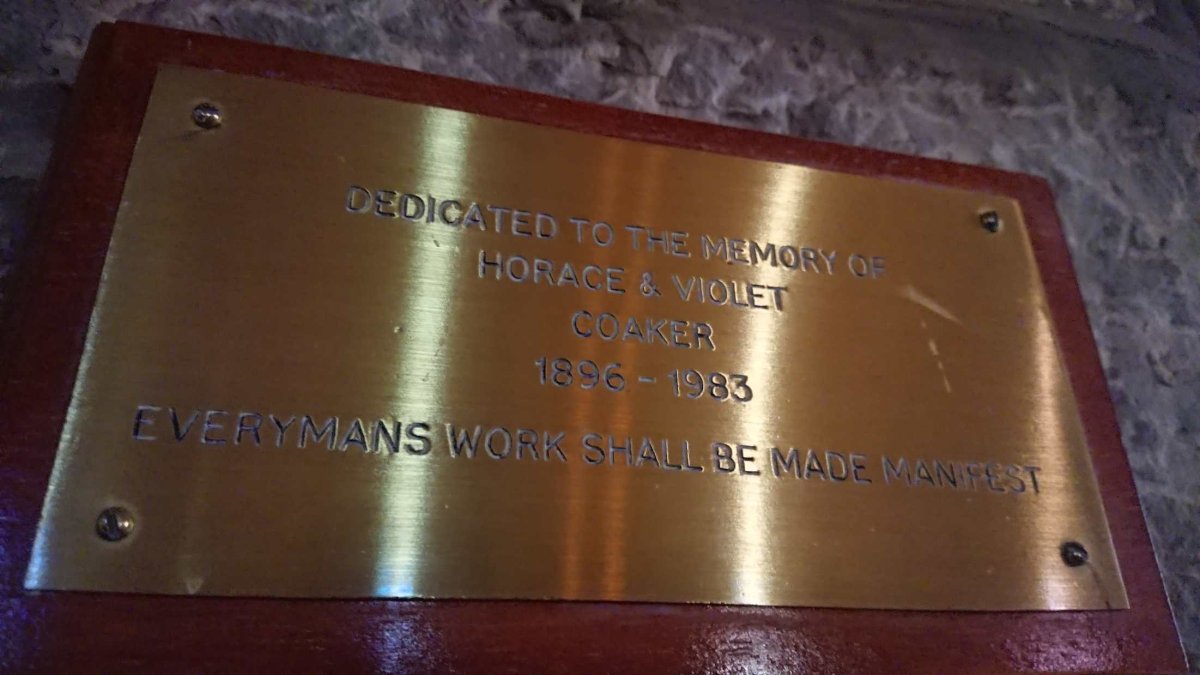 DEDICATED TO THE MEMORY OF
HORACE & VIOLET
COAKER
1896 - 1983
EVERYMANS WORK SHALL BE MADE MANIFEST